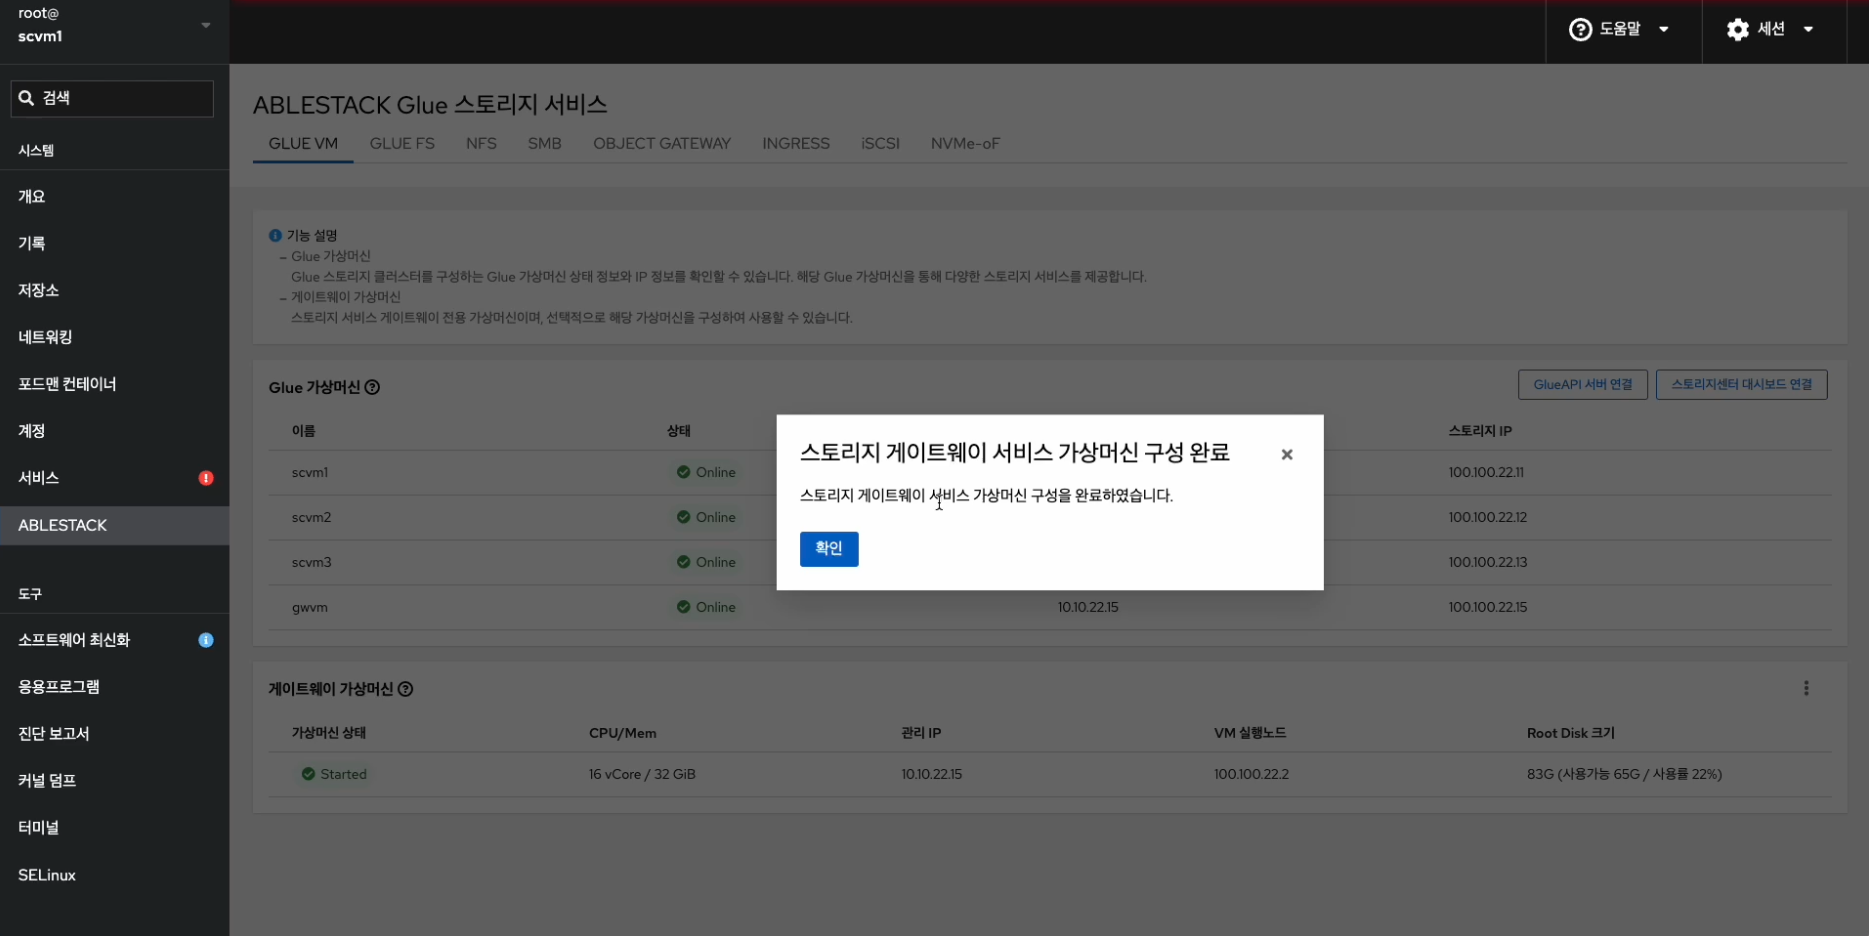 root@
scvm1
도움말
세션
검색
시스템
개요
기록
저장소
네트워킹
포드맨 컨테이너
계정
서비스
ABLESTACK
도구
소프트웨어 최신화
응용프로그램
진단 보고서
커널 덤프
터미널
SELinux
ABLESTACK Glue 스토리지 서비스
GLUE VM GLUE FS NFS SMB OBJECT GATEWAY INGRESS iSCSI NVMe-oF
기능 설명
– Glue 가상머신
Glue 스토리지 클러스터를 구성하는 Glue 가상머신 상태 정보와 IP 정보를 확인할 수 있습니다. 해당 Glue 가상머신을 통해 다양한 스토리지 서비스를 제공합니다.
– 게이트웨이 가상머신
스토리지 서비스 게이트웨이 전용 가상머신이며, 선택적으로 해당 가상머신을 구성하여 사용할 수 있습니다.
Glue 가상머신
GlueAPI 서버 연결 스토리지센터 대시보드 연결
이름 상태 스토리지 IP
scvm1 Online 100.100.22.11
scvm2 Online 100.100.22.12
scvm3 Online 100.100.22.13
gwvm Online 10.10.22.15 100.100.22.15
스토리지 게이트웨이 서비스 가상머신 구성 완료
스토리지 게이트웨이 서비스 가상머신 구성을 완료하였습니다.
확인
게이트웨이 가상머신
가상머신 상태 CPU/Mem 관리 IP VM 실행노드 Root Disk 크기
Started 16 vCore / 32 GiB 10.10.22.15 100.100.22.2 83G (사용가능 65G / 사용률 22%)